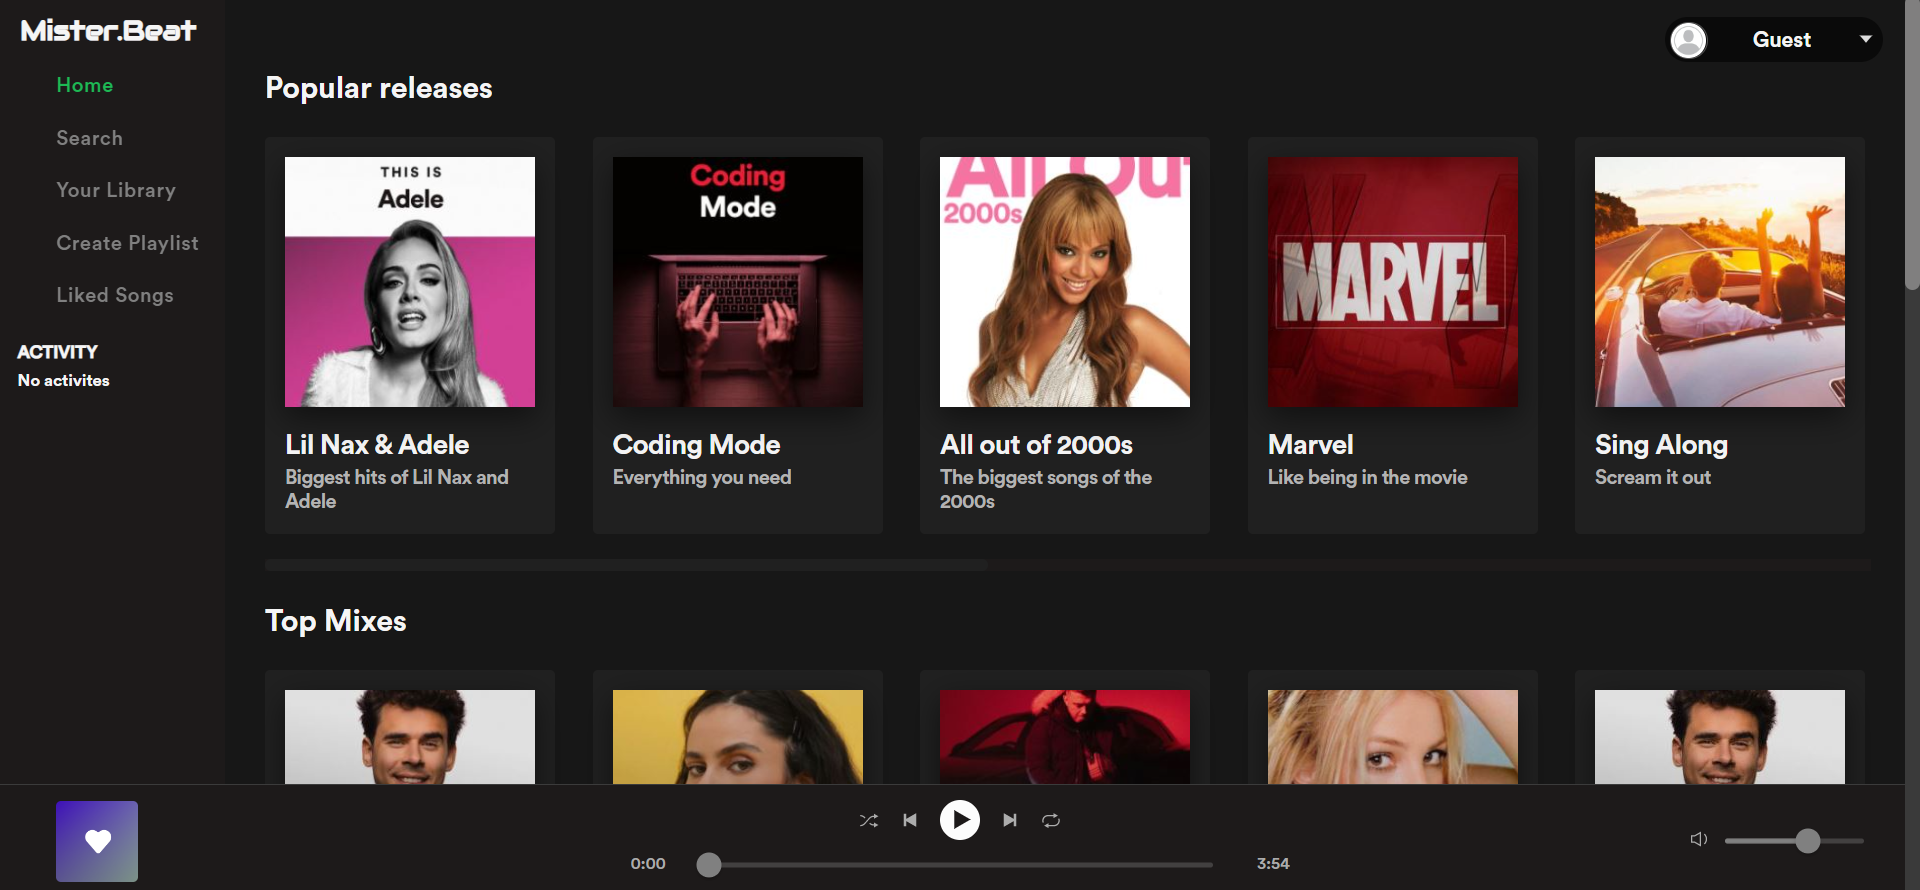 Mister.Beat
Home
Search
Your Library
Create Playlist
Liked Songs
ACTIVITY
No activites
Guest
Popular releases
THIS IS
Adele
Lil Nax & Adele
Biggest hits of Lil Nax and
Adele
Coding
Mode
Coding Mode
Everything you need
All Out
2000s
All out of 2000s
The biggest songs of the
2000s
MARVEL
Marvel
Like being in the movie
Sing Along
Scream it out
Top Mixes
0:00
3:54